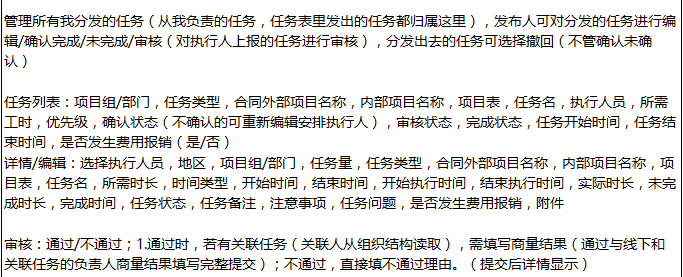 管理所有我分发的任务（从我负责的任务，任务表里发出的任务都归属这里），发布人可对分发的任务进行编
辑/确认完成/未完成/审核（对执行人上报的任务进行审核），分发出去的任务可选择撤回（不管确认未确
认）
任务列表：项目组/部门，任务类型，合同外部项目名称，内部项目名称，项目表，任务名，执行人员，所需
工时，优先级，确认状态（不确认的可重新编辑安排执行人），审核状态，完成状态，任务开始时间，任务结
束时间，是否发生费用报销（是/否）
详情/编辑：选择执行人员，地区，项目组/部门，任务量，任务类型，合同外部项目名称，内部项目名称，项
目表，任务名，所需时长，时间类型，开始时间，结束时间，开始执行时间，结束执行时间，实际时长，未完
成时长，完成时间，任务状态，任务备注，注意事项，任务问题，是否发生费用报销，附件
审核：通过/不通过；1.通过时，若有关联任务（关联人从组织结构读取），需填写商量结果（通过与线下和
关联任务的负责人商量结果填写完整提交）；不通过，直接填不通过理由。（提交后详情显示）